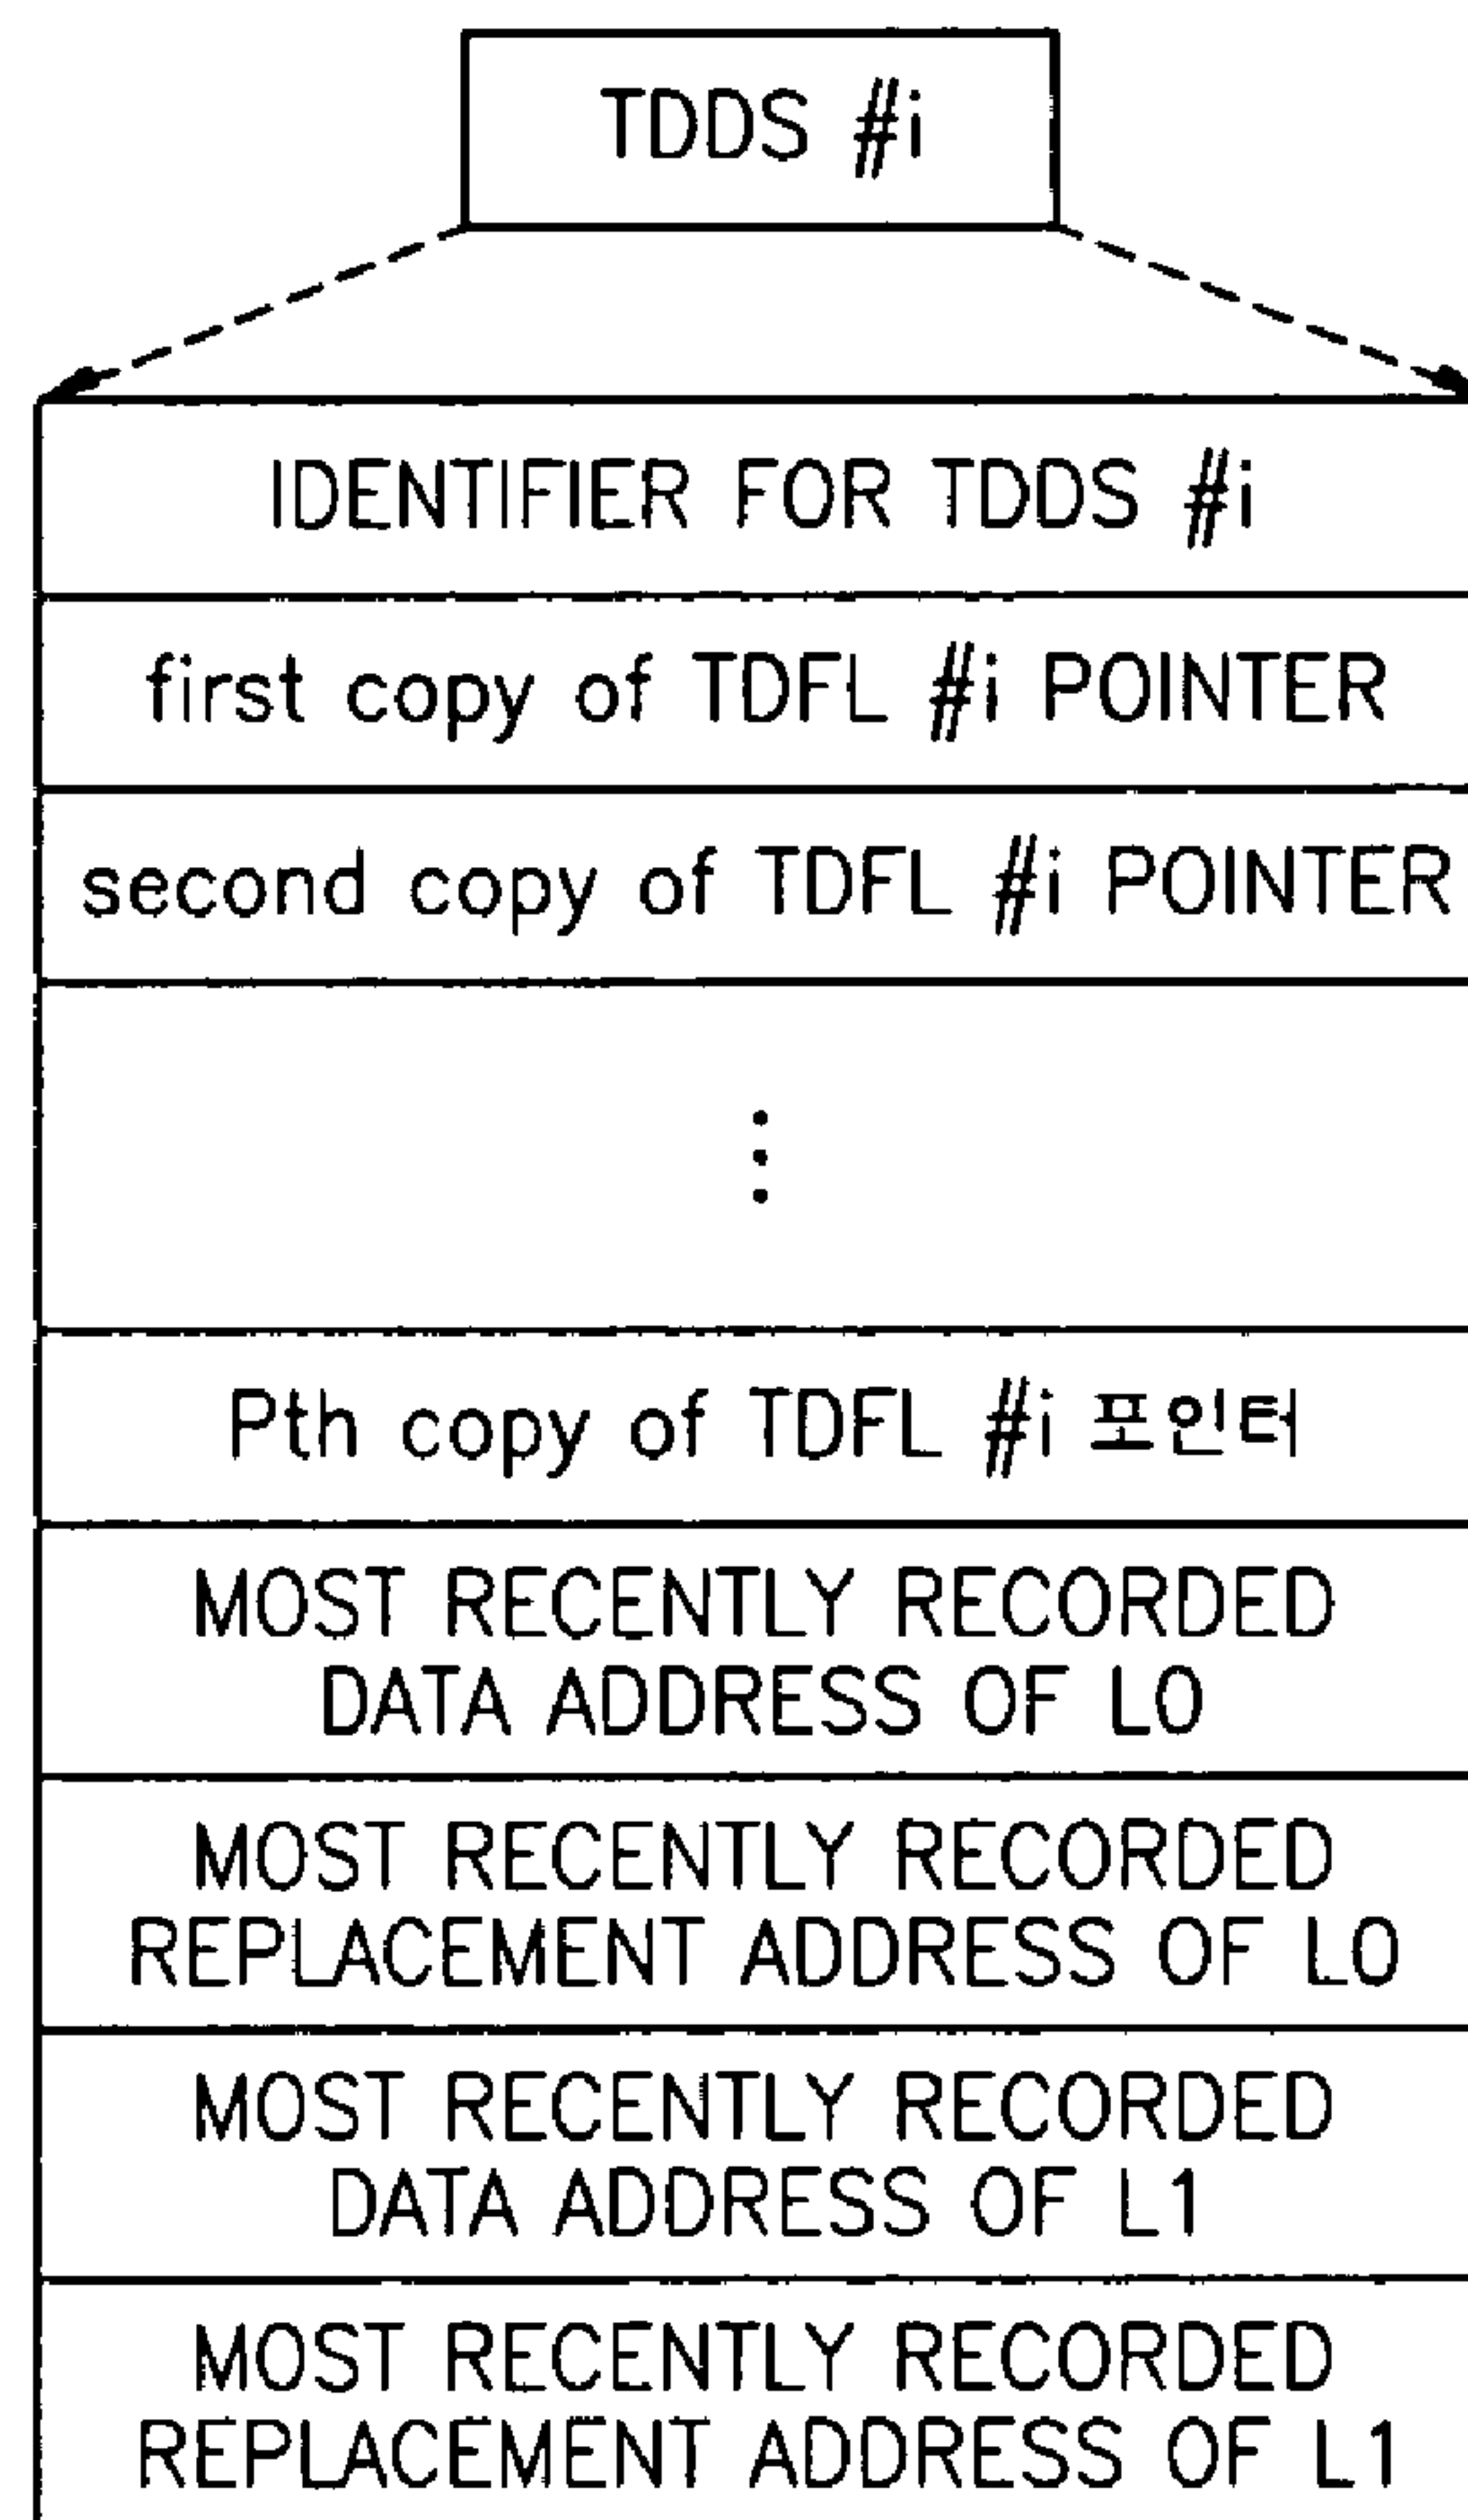 TDDS #i
IDENTIFIER FOR TDDS #i
first copy of TDFL #i POINTER
second copy of TDFL #i POINTER
Pth copy of TDFL #i 포인터
MOST RECENTLY RECORDED
DATA ADDRESS OF L0
MOST RECENTLY RECORDED
REPLACEMENT ADDRESS OF L0
MOST RECENTLY RECORDED
DATA ADDRESS OF L1
MOST RECENTLY RECORDED
REPLACEMENT ADDRESS OF L1